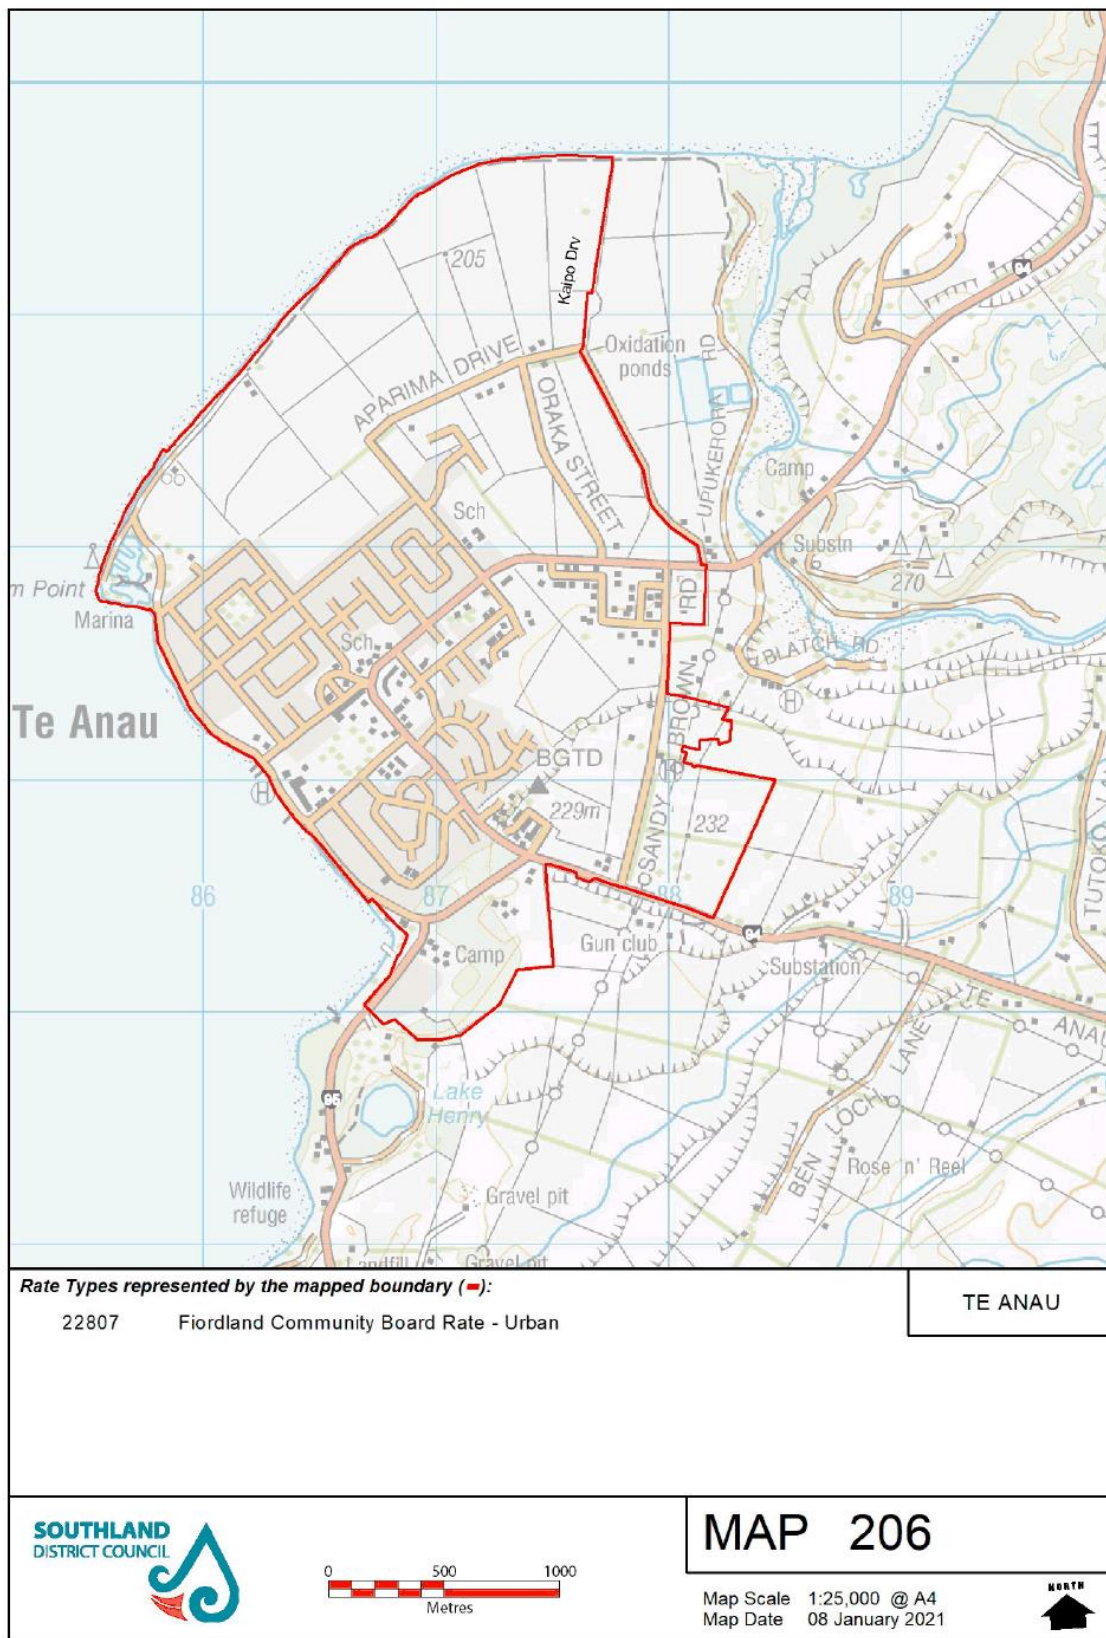 205
Kaipo Drv
94
APARIMA DRIVE
Oxidation
ponds
ORAKA STREET
UPUKERORA
RD
Camp
Sch
Substn
270
m Point
Marina
RD
BLATCH RD
Sch
Te Anau
BROWN
H
BGTD
H
H
229m
232
SANDY
TUTOKO LA
86
87
88
89
94
Gun club
Camp
Substation
TE ANAU
BEN LOCH LANE
Lake
Henry
95
Rose 'n' Reel
Wildlife
refuge
Gravel pit
Landfill
Gravel pit
Rate Types represented by the mapped boundary (-):
TE ANAU
22807 Fiordland Community Board Rate - Urban
SOUTHLAND
DISTRICT COUNCIL
0 500 1000
Metres
MAP 206
Map Scale 1:25,000 @ A4
Map Date 08 January 2021
NORTH